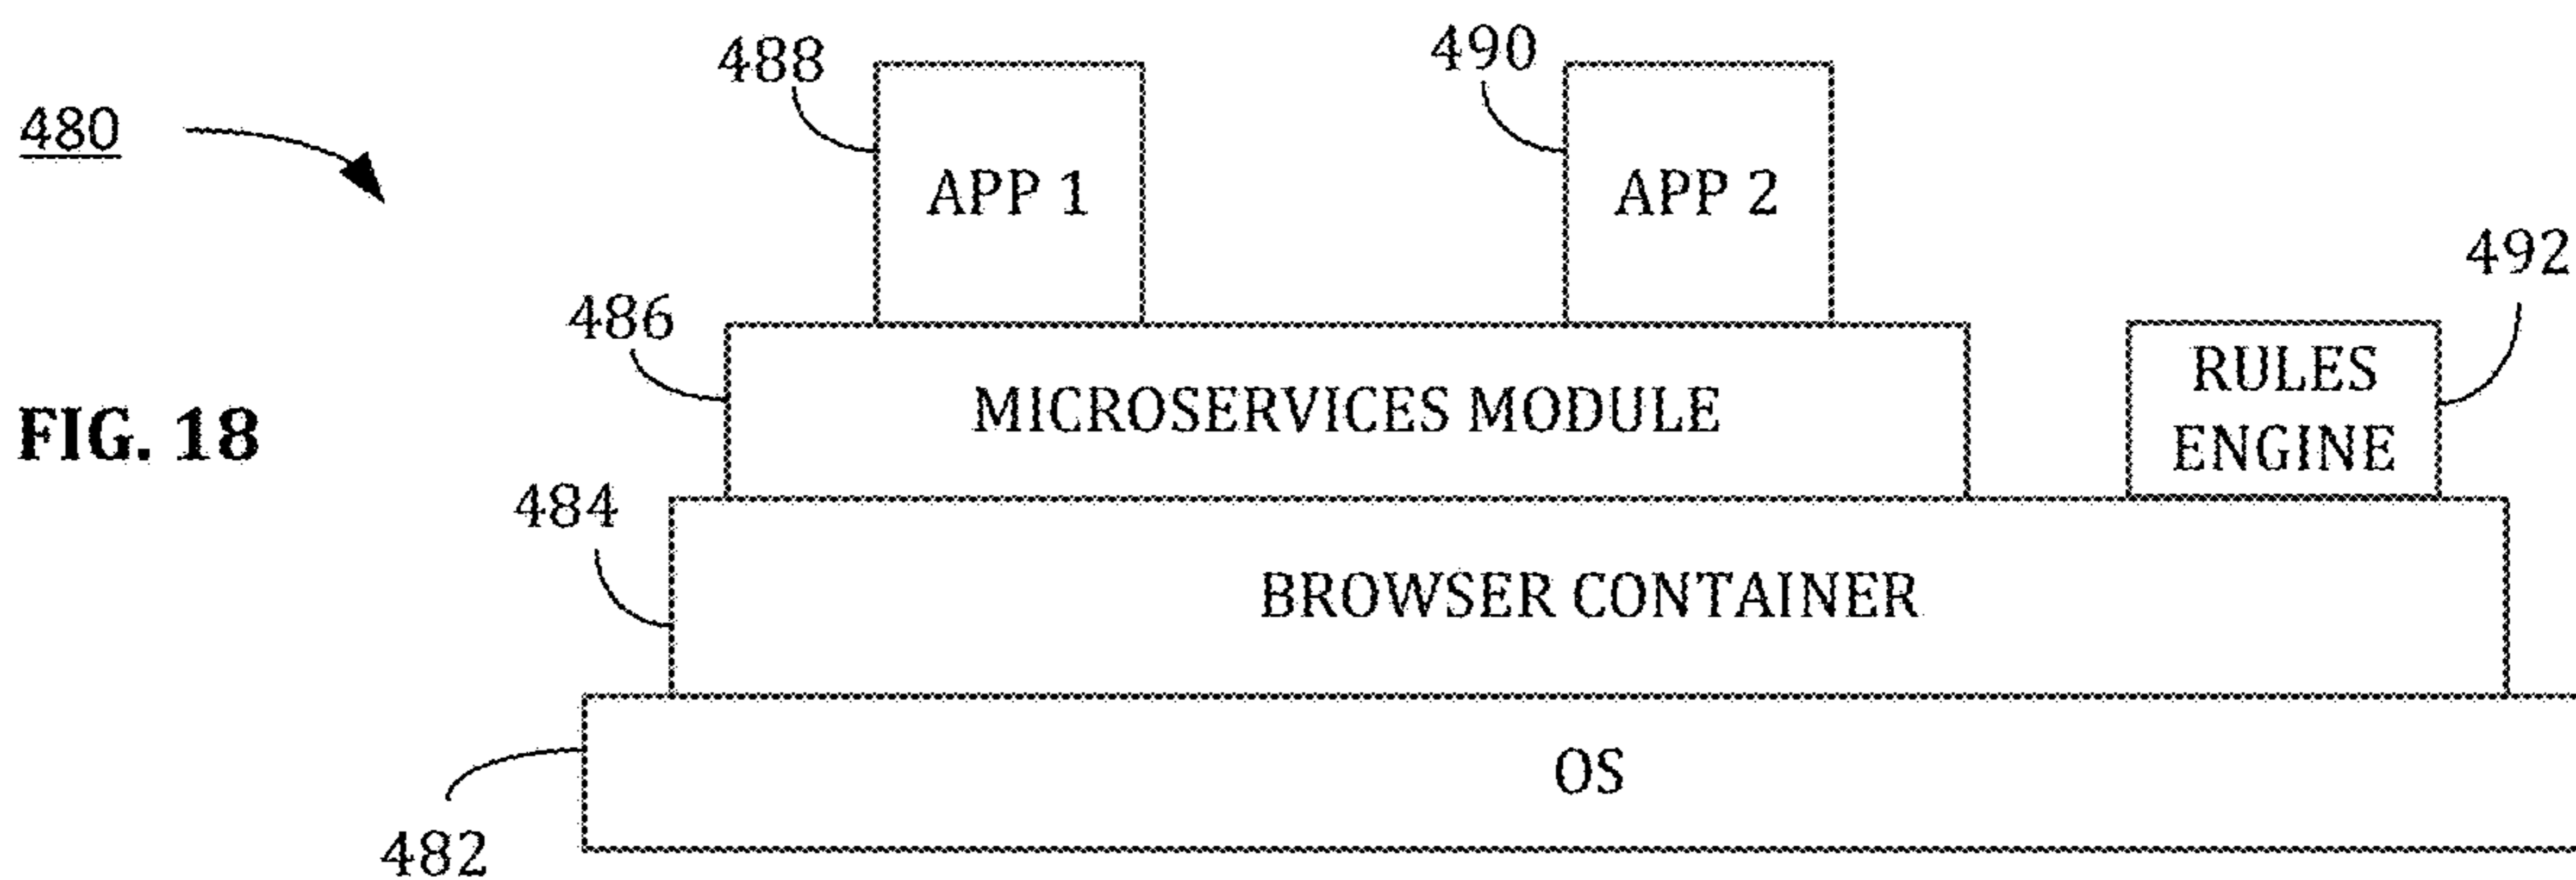 488
490
480
APP 1
APP 2
492
486
RULES
ENGINE
MICROSERVICES MODULE
FIG. 18
484
BROWSER CONTAINER
OS
482